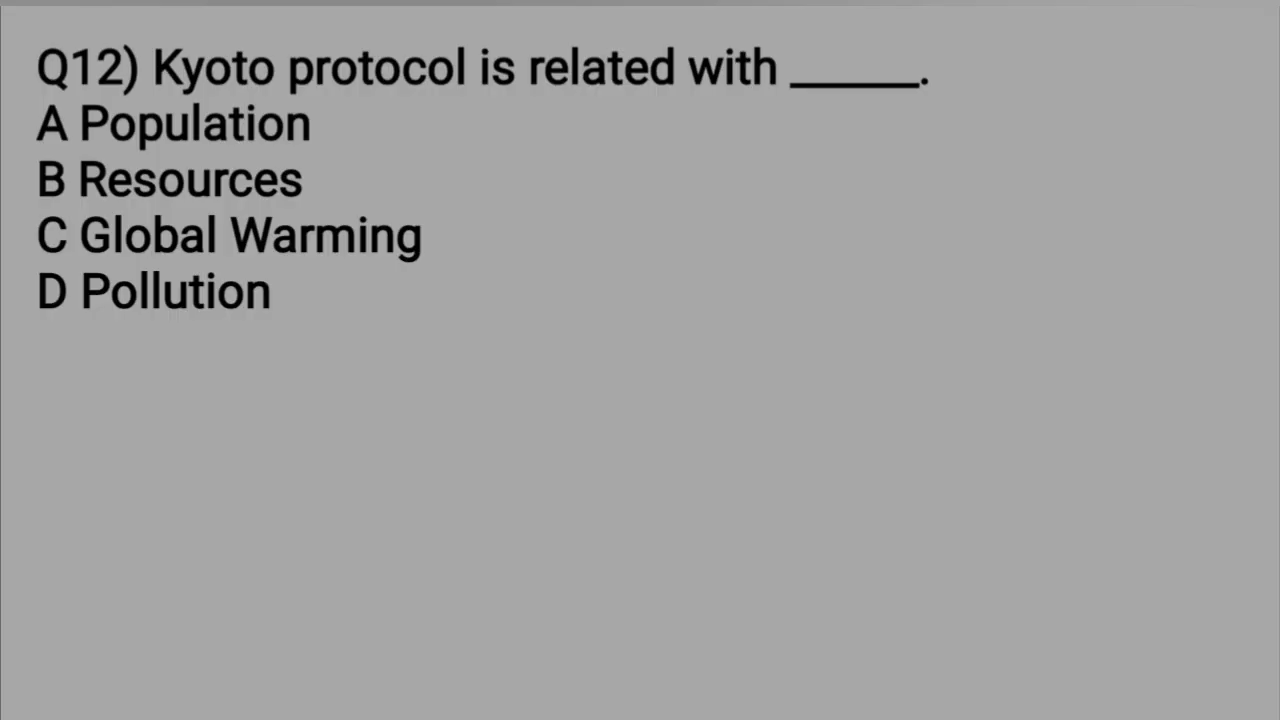 Q12) Kyoto protocol is related with ______.
A Population
B Resources
C Global Warming
D Pollution